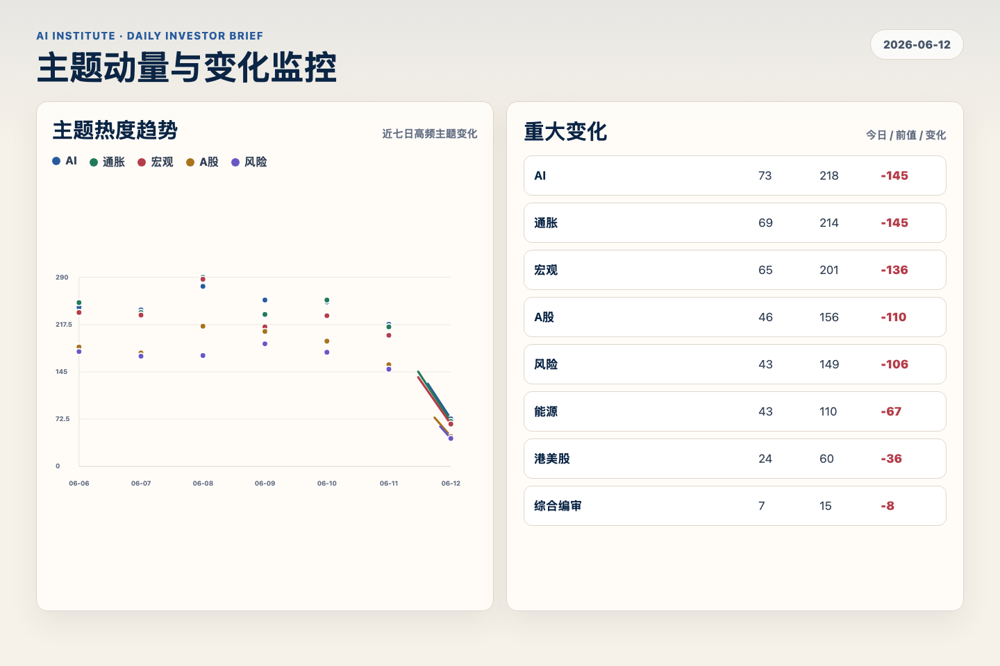 AI INSTITUTE · DAILY INVESTOR BRIEF
主题动量与变化监控
2026-06-12
主题热度趋势
近七日高频主题变化
AI 通胀 宏观 A股 风险
290
217.5
145
72.5
0
06-06 06-07 06-08 06-09 06-10 06-11 06-12
重大变化
今日 / 前值 / 变化
AI 73 218 -145
通胀 69 214 -145
宏观 65 201 -136
A股 46 156 -110
风险 43 149 -106
能源 43 110 -67
港美股 24 60 -36
综合编审 7 15 -8